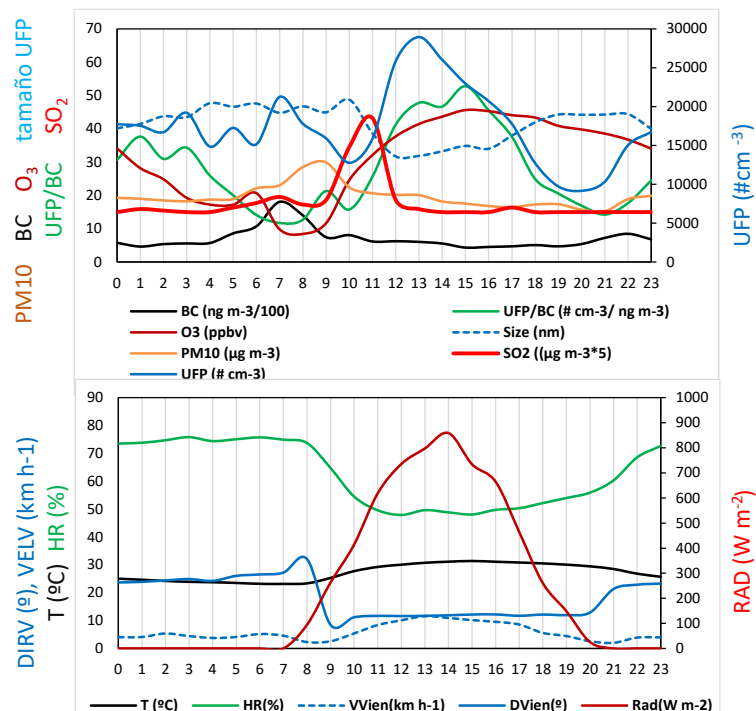 tamaño UFP
SO2
BC O3
UFP/BC
PM10
70
60
50
40
30
20
10
0
30000
25000
20000
15000
10000
5000
0
UFP (#cm -3)
0 1 2 3 4 5 6 7 8 9 10 11 12 13 14 15 16 17 18 19 20 21 22 23
BC (ng m-3/100) UFP/BC (# cm-3/ ng m-3)
O3 (ppbv) Size (nm)
PM10 (µg m-3) SO2 ((µg m-3*5)
UFP (# cm-3)
DIRV (º), VELV (km h-1)
T (ºC) HR (%)
90
80
70
60
50
40
30
20
10
0
1000
900
800
700
600
500
400
300
200
100
0
RAD (W m-2)
0 1 2 3 4 5 6 7 8 9 10 11 12 13 14 15 16 17 18 19 20 21 22 23
T (ºC) HR(%) VVien(km h-1) DVien(º) Rad(W m-2)